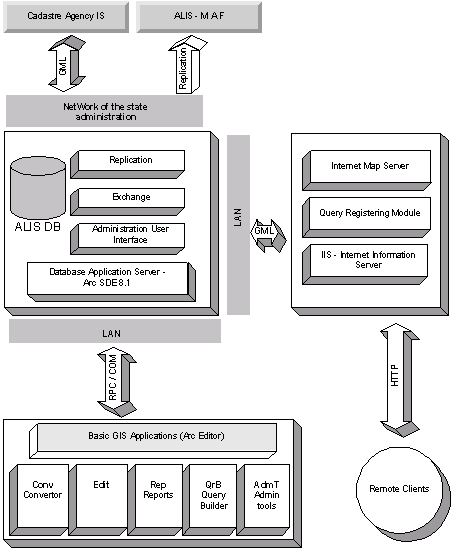 Cadastre Agency IS
ALIS - M A F
GML
Replication
NetWork of the state
administration
Replication
Exchange
Administration User
Interface
ALIS DB
Database Application Server -
Arc SDE 8.1
LAN
GML
Internet Map Server
Query Registering Module
IIS - Internet Information
Server
LAN
RPC / COM
HTTP
Basic GIS Applications (Arc Editor)
Conv
Convertor
Edit
Rep
Reports
QrB
Query
Builder
AdmT
Admin
tools
Remote Clients